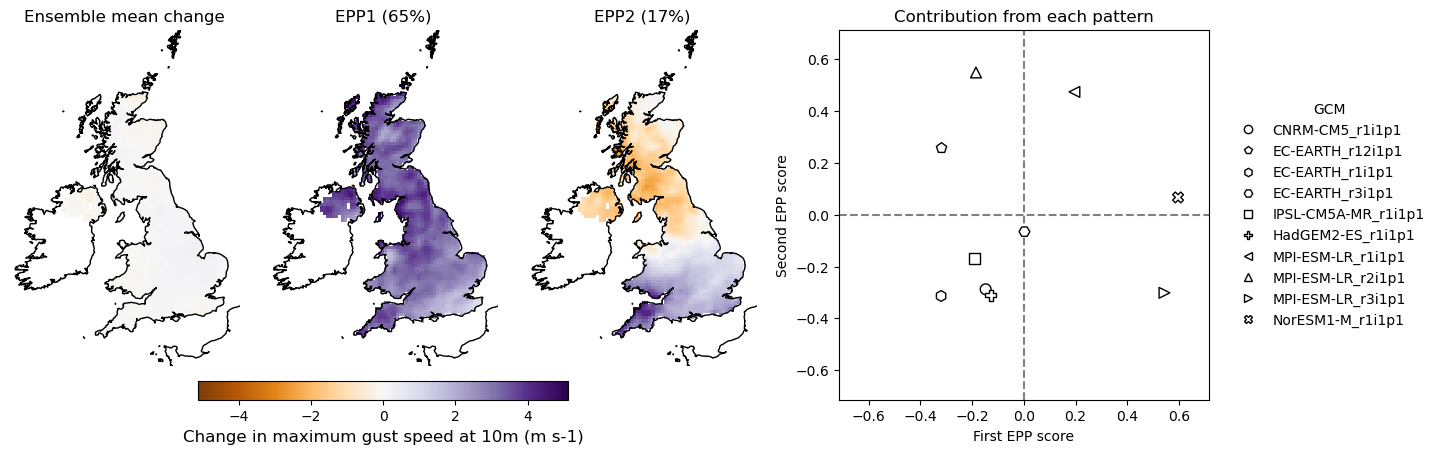 Ensemble mean change
EPP1 (65%)
EPP2 (17%)
Contribution from each pattern
−4
−2
0
2
4
Change in maximum gust speed at 10m (m s-1)
Second EPP score
0.6
0.4
0.2
0.0
−0.2
−0.4
−0.6
−0.6
−0.4
−0.2
0.0
0.2
0.4
0.6
First EPP score
GCM
CNRM-CM5_r1i1p1
EC-EARTH_r12i1p1
EC-EARTH_r1i1p1
EC-EARTH_r3i1p1
IPSL-CM5A-MR_r1i1p1
HadGEM2-ES_r1i1p1
MPI-ESM-LR_r1i1p1
MPI-ESM-LR_r2i1p1
MPI-ESM-LR_r3i1p1
NorESM1-M_r1i1p1